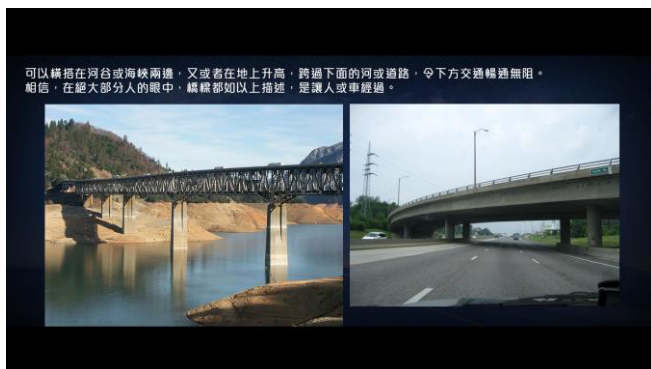 可以橫搭在河谷或海峽兩邊，又或者在地上升高，跨過下面的河或道路，令下方交通暢通無阻。
相信，在絕大部分人的眼中，橋樑都如以上描述，是讓人或車經過。